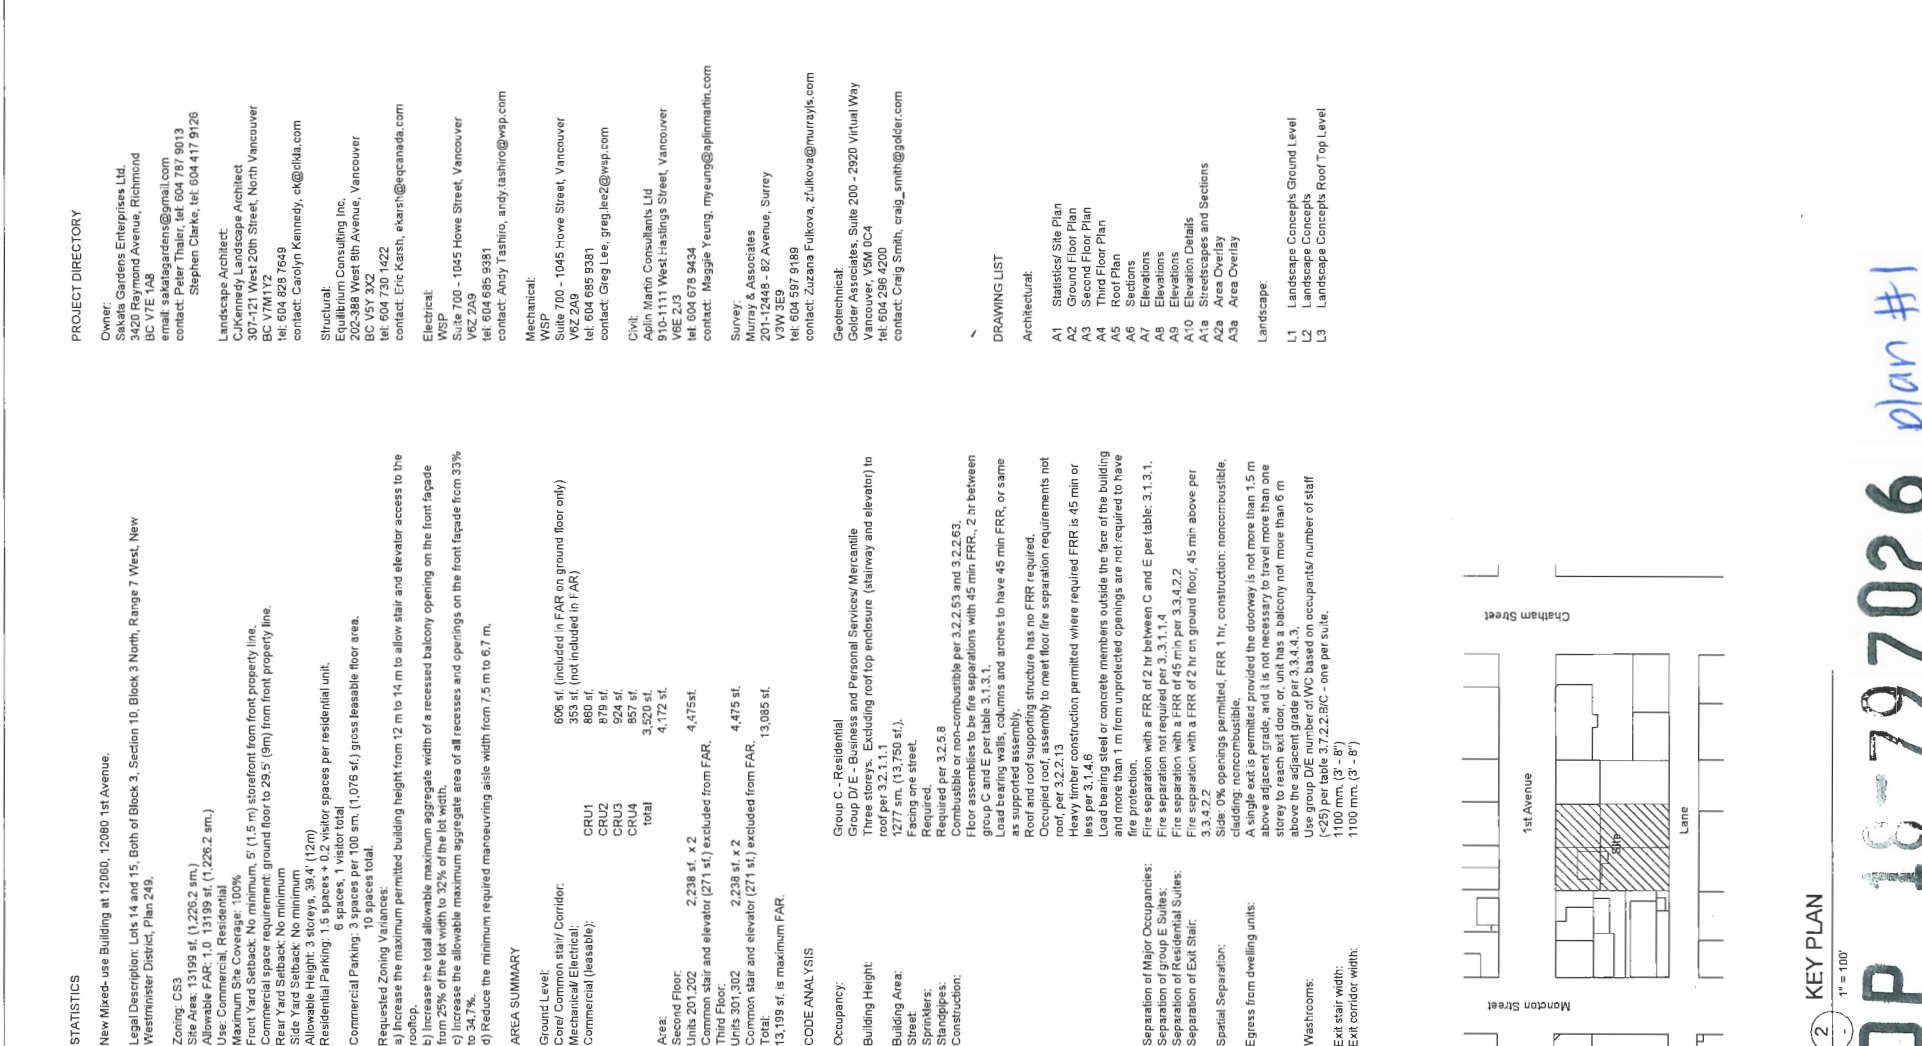 STATISTICS
New Mixed- use Building at 12060, 12080 1st Avenue.
Legal Description: Lots 14 and 15, Both of Block 3, Section 10, Block 3 North, Range 7 West, New
Westminister District, Plan 249.
Zoning: CS3
Site Area: 13199 sf. (1,226.2 sm.)
Allowable FAR: 1.0 13199 sf. (1,226.2 sm.)
Use: Commercial, Residential
Maximum Site Coverage: 100%
Front Yard Setback: No minimum, 5' (1.5 m) storefront from front property line.
Commercial space requirement: ground floor to 29.5' (9m) from front property line.
Rear Yard Setback: No minimum
Side Yard Setback: No minimum
Allowable Height: 3 storeys, 39.4' (12m)
Residential Parking: 1.5 spaces + 0.2 visitor spaces per residential unit.
6 spaces, 1 visitor total
Commercial Parking: 3 spaces per 100 sm. (1,076 sf.) gross leasable floor area.
10 spaces total.
Requested Zoning Variances:
a) Increase the maximum permitted building height from 12 m to 14 m to allow stair and elevator access to the
rooftop.
b) Increase the total allowable maximum aggregate width of a recessed balcony opening on the front façade
from 25% of the lot width to 32% of the lot width.
c) Increase the allowable maximum aggregate area of all recesses and openings on the front façade from 33%
to 34.7%.
d) Reduce the minimum required manoeuvring aisle width from 7.5 m to 6.7 m.
AREA SUMMARY
Ground Level:
Core/ Common stair/ Corridor: 606 sf. (included in FAR on ground floor only)
Mechanical/ Electrical: 353 sf. (not included in FAR)
Commercial (leasable): CRU1 860 sf.
CRU2 879 sf.
CRU3 924 sf.
CRU4 857 sf.
total 3,520 sf.
Area: 4,172 sf.
Second Floor:
Units 201,202 2,238 sf. x 2 4,475sf.
Common stair and elevator (271 sf.) excluded from FAR.
Third Floor:
Units 301,302 2,238 sf. x 2 4,475 sf.
Common stair and elevator (271 sf.) excluded from FAR.
Total: 13,085 sf.
13,199 sf. is maximum FAR.
CODE ANALYSIS
Occupancy: Group C - Residential
Group D/ E - Business and Personal Services/ Mercantile
Building Height: Three storeys. Excluding roof top enclosure (stairway and elevator) to
roof per 3.2.1.1.1
Building Area: 1277 sm. (13,750 sf.).
Street: Facing one street.
Sprinklers: Required.
Standpipes: Required per 3.2.5.8
Construction: Combustible or non-combustible per 3.2.2.53 and 3.2.2.63.
Floor assemblies to be fire separations with 45 min FRR., 2 hr between
group C and E per table 3.1.3.1.
Load bearing walls, columns and arches to have 45 min FRR, or same
as supported assembly.
Roof and roof supporting structure has no FRR required.
Occupied roof, assembly to meet floor fire separation requirements not
roof, per 3.2.2.13
Heavy timber construction permitted where required FRR is 45 min or
less per 3.1.4.6
Load bearing steel or concrete members outside the face of the building
and more than 1 m from unprotected openings are not required to have
fire protection.
Separation of Major Occupancies: Fire separation with a FRR of 2 hr between C and E per table: 3.1.3.1.
Separation of group E Suites: Fire separation not required per 3..3.1.1.4
Separation of Residential Suites: Fire separation with a FRR of 45 min per 3.3.4.2.2
Separation of Exit Stair: Fire separation with a FRR of 2 hr on ground floor, 45 min above per
3.3.4.2.2
Spatial Separation: Side: 0% openings permitted, FRR 1 hr, construction: noncombustible,
cladding: noncombustible.
Egress from dwelling units: A single exit is permitted provided the doorway is not more than 1.5 m
above adjacent grade, and it is not necessary to travel more than one
storey to reach exit door, or, unit has a balcony not more than 6 m
above the adjacent grade per 3.3.4.4.3.
Washrooms: Use group D/E number of WC based on occupants/ number of staff
(<25) per table 3.7.2.2.B/C - one per suite.
Exit stair width: 1100 mm. (3' - 8")
Exit corridor width: 1100 mm. (3' - 8")
PROJECT DIRECTORY
Owner:
Sakata Gardens Enterprises Ltd.
3420 Raymond Avenue, Richmond
BC V7E 1A8
email: sakatagardens@gmail.com
contact: Peter Thaler, tel: 604 787 9013
Stephen Clarke, tel: 604 417 9126
Landscape Architect:
CJKennedy Landscape Architect
307-121 West 20th Street, North Vancouver
BC V7M1Y2
tel: 604 828 7649
contact: Carolyn Kennedy, ck@clkla.com
Structural:
Equilibrium Consulting Inc.
202-388 West 8th Avenue, Vancouver
BC V5Y 3X2
tel: 604 730 1422
contact: Eric Karsh, ekarsh@eqcanada.com
Electrical:
WSP
Suite 700 - 1045 Howe Street, Vancouver
V6Z 2A9
tel: 604 685 9381
contact: Andy Tashiro, andy.tashiro@wsp.com
Mechanical:
WSP
Suite 700 - 1045 Howe Street, Vancouver
V6Z 2A9
tel: 604 685 9381
contact: Greg Lee, greg.lee2@wsp.com
Civil:
Aplin Martin Consultants Ltd
910-1111 West Hastings Street, Vancouver
V6E 2J3
tel: 604 678 9434
contact: Maggie Yeung, myeung@aplinmartin.com
Survey:
Murray & Associates
201-12448 - 82 Avenue, Surrey
V3W 3E9
tel: 604 597 9189
contact: Zuzana Fulkova, zfulkova@murrayls.com
Geotechnical:
Golder Associates, Suite 200 - 2920 Virtual Way
Vancouver, V5M 0C4
tel: 604 296 4200
contact: Craig Smith, craig_smith@golder.com
DRAWING LIST
Architectural:
A1 Statistics/ Site Plan
A2 Ground Floor Plan
A3 Second Floor Plan
A4 Third Floor Plan
A5 Roof Plan
A6 Sections
A7 Elevations
A8 Elevations
A9 Elevations
A10 Elevation Details
A1a Streetscapes and Sections
A2a Area Overlay
A3a Area Overlay
Landscape:
L1 Landscape Concepts Ground Level
L2 Landscape Concepts
L3 Landscape Concepts Roof Top Level
Moncton Street
1st Avenue
Site
Lane
Chatham Street
2
-
KEY PLAN
1" = 100'
DP 18-797026
plan #1